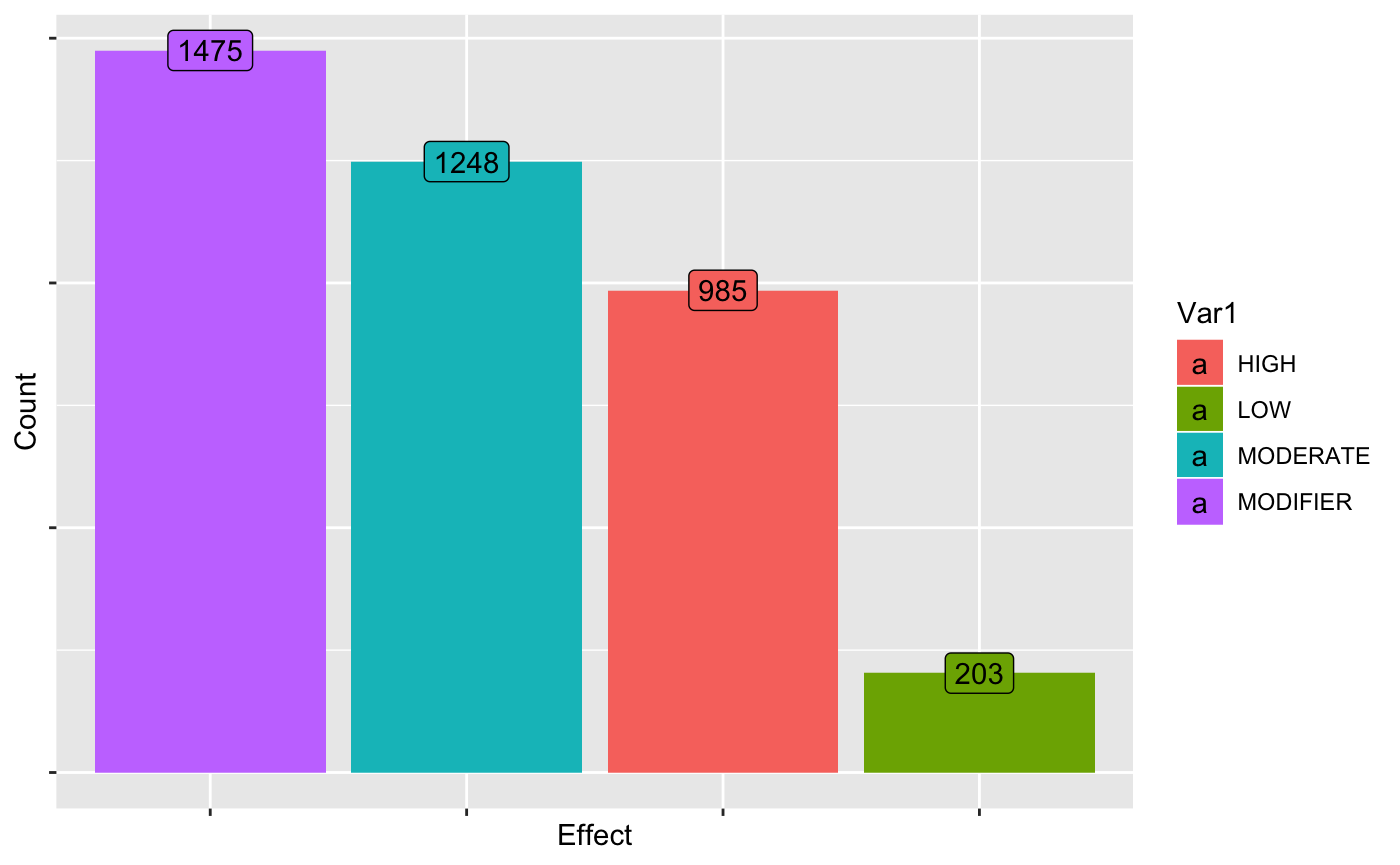 1475
1248
985
203
Count
Effect
Var1
a HIGH
a LOW
a MODERATE
a MODIFIER